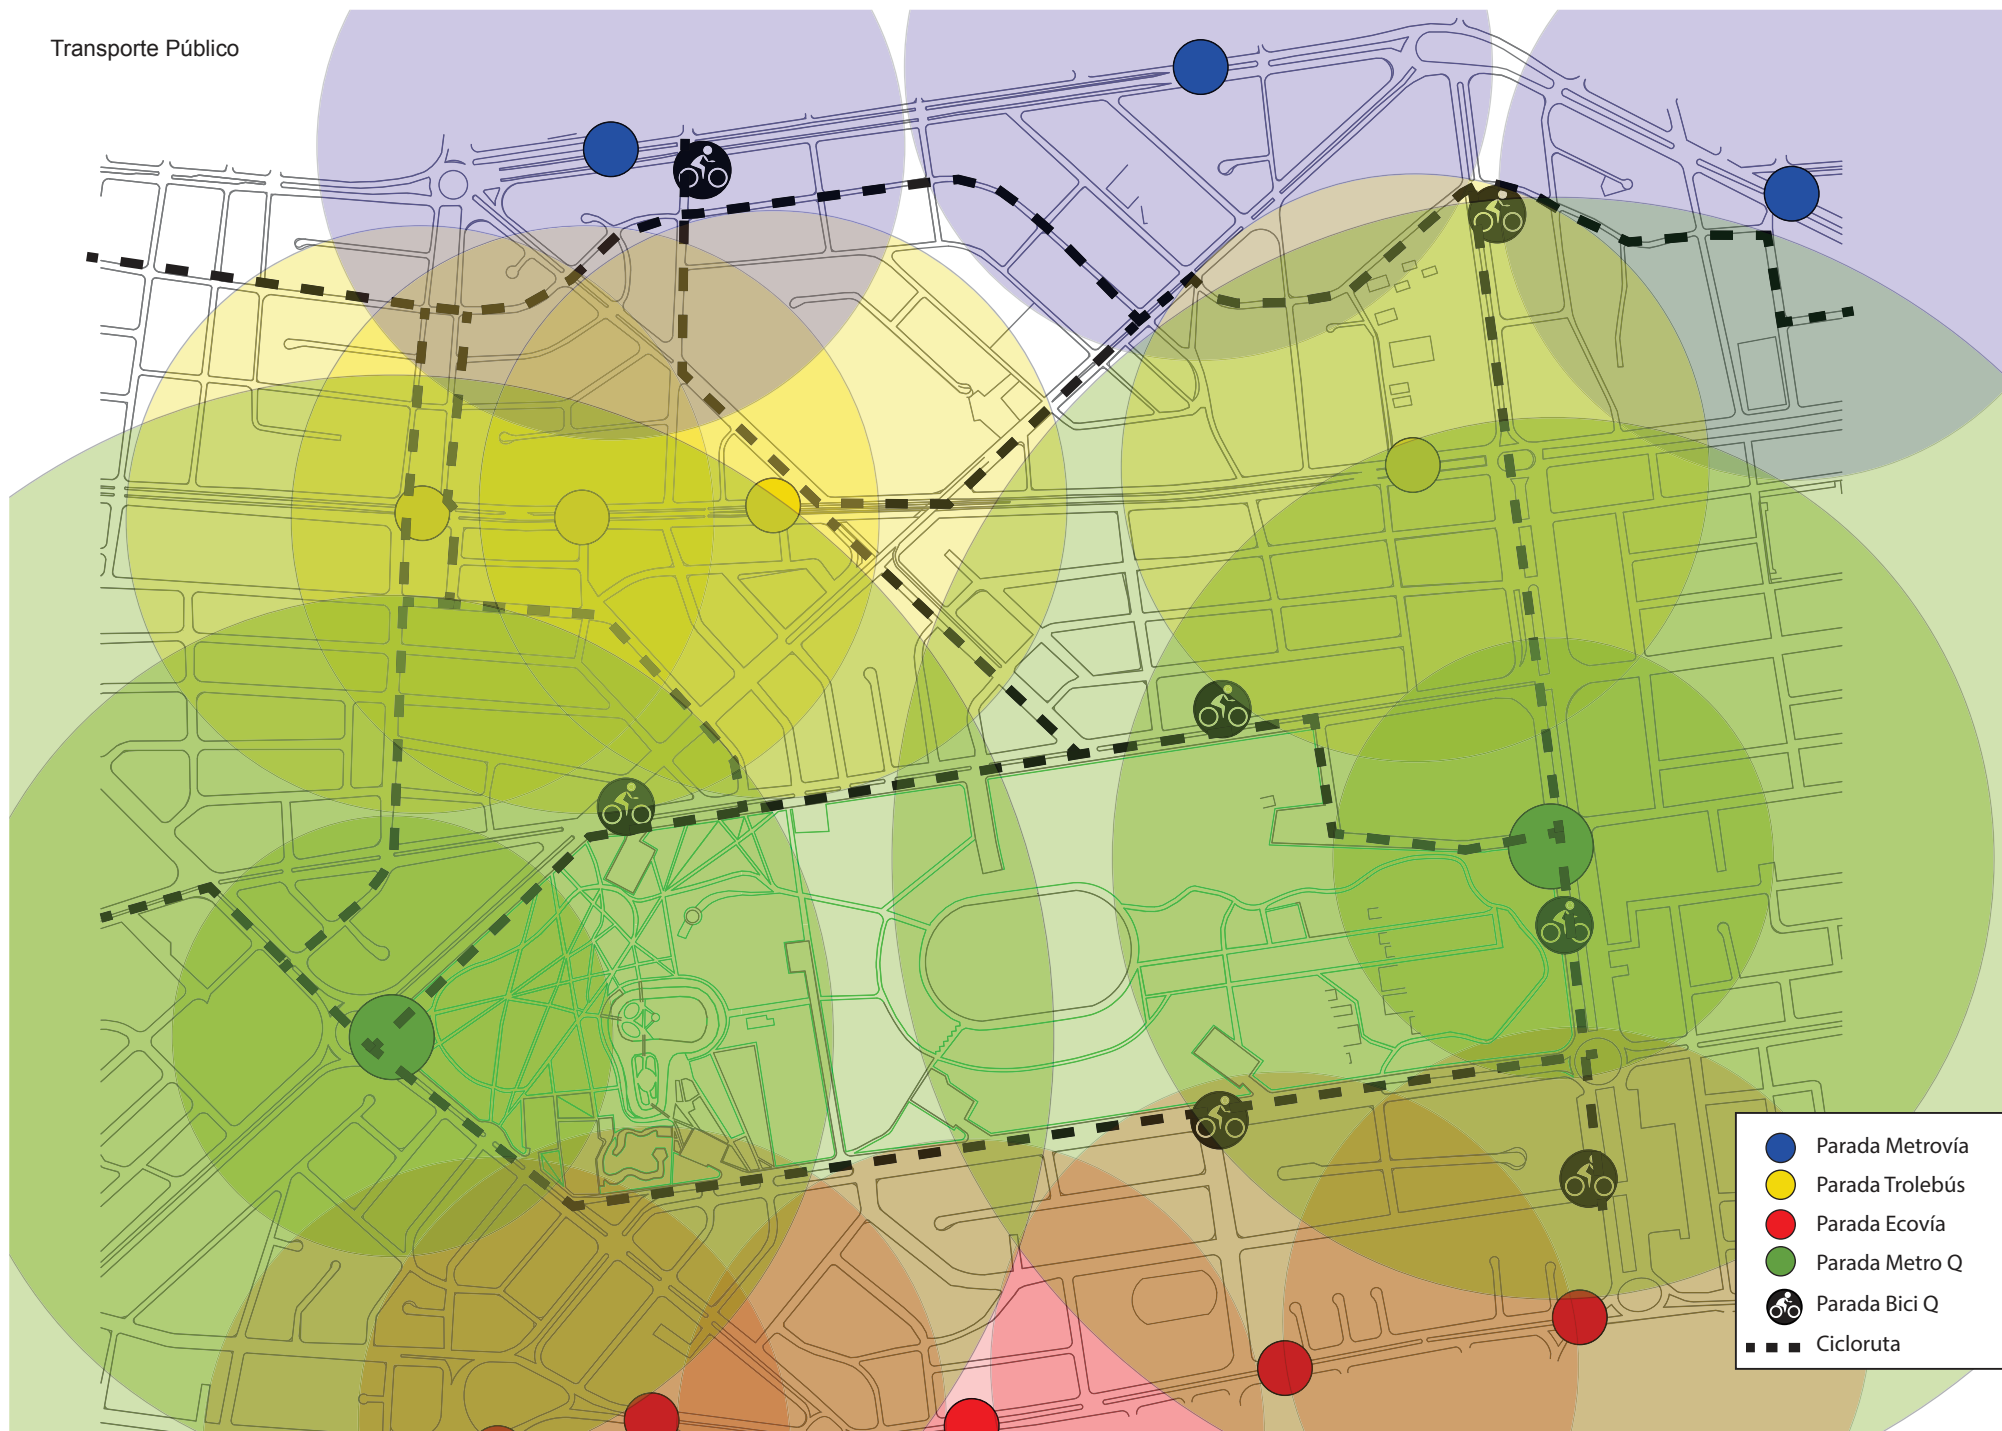 Transporte Público
Parada Metrovía
Parada Trolebús
Parada Ecovía
Parada Metro Q
Parada Bici Q
Cicloruta